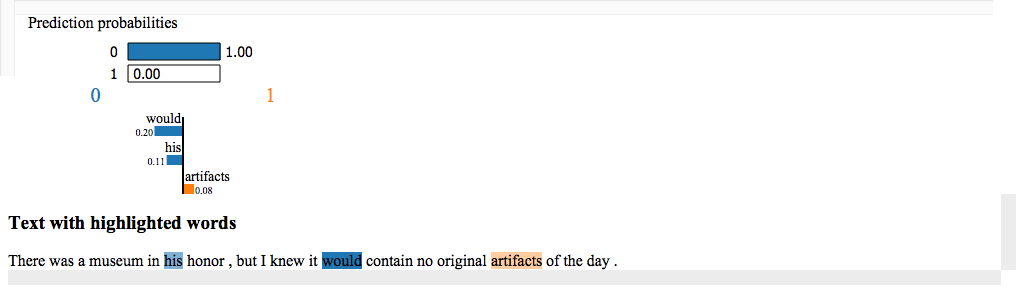 Prediction probabilities
0 1.00
1 0.00
0 1
would
0.20
his
0.11
artifacts
0.08
Text with highlighted words
There was a museum in his honor , but I knew it would contain no original artifacts of the day .